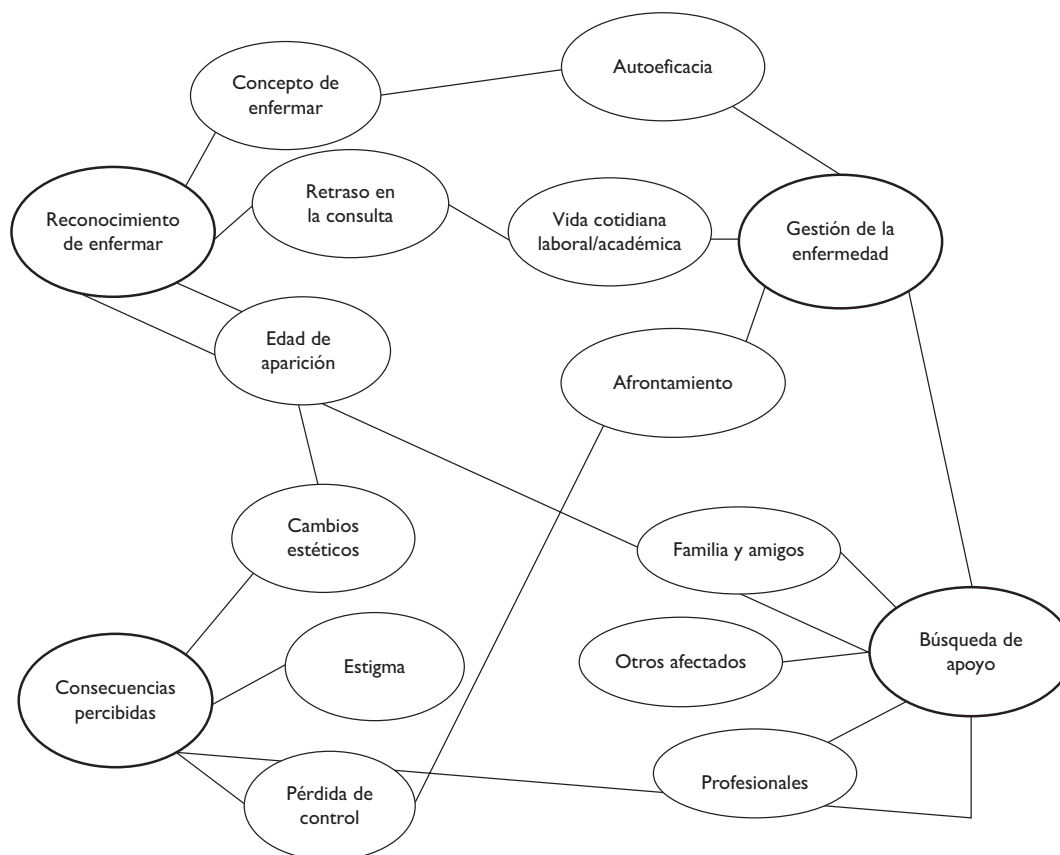 Concepto de
enfermar
Autoeficacia
Reconocimiento
de enfermar
Retraso en
la consulta
Vida cotidiana
laboral/académica
Gestión de la
enfermedad
Edad de
aparición
Afrontamiento
Cambios
estéticos
Familia y amigos
Consecuencias
percibidas
Estigma
Otros afectados
Búsqueda de
apoyo
Pérdida de
control
Profesionales